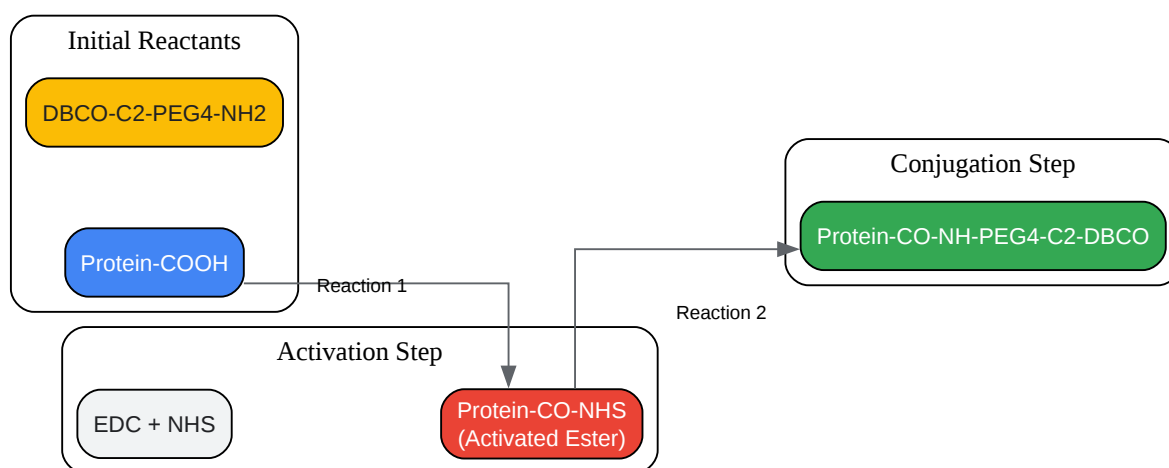 Initial Reactants
DBCO-C2-PEG4-NH2
Protein-COOH
Reaction 1
Activation Step
EDC + NHS
Protein-CO-NHS
(Activated Ester)
Reaction 2
Conjugation Step
Protein-CO-NH-PEG4-C2-DBCO